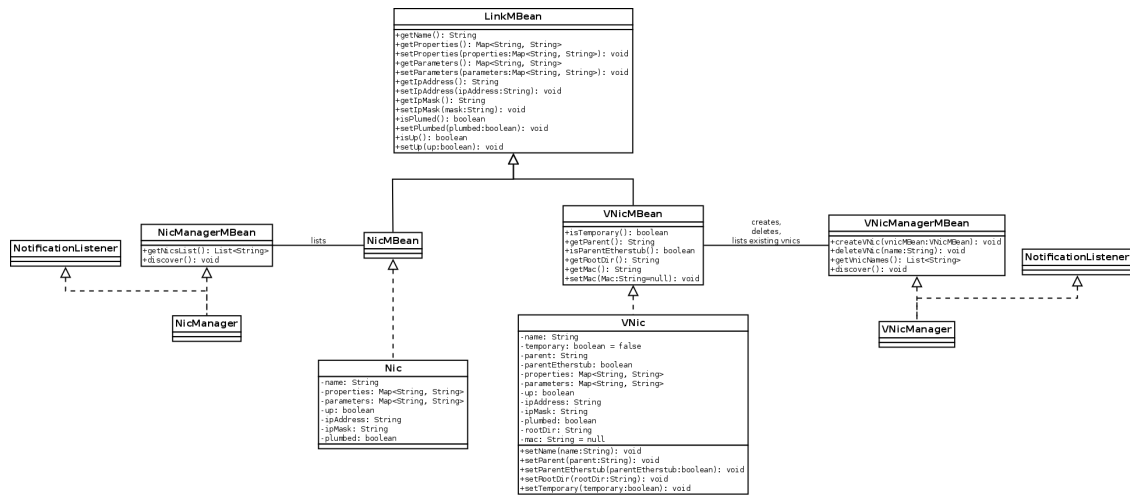 LinkMBean
+getName(): String
+getProperties(): Map<String, String>
+setProperties(properties:Map<String, String>): void
+getParameters(): Map<String, String>
+setParameters(parameters:Map<String, String>): void
+getIpAddress(): String
+setIpAddress(ipAddress:String): void
+getIpMask(): String
+setIpMask(mask:String): void
+isPlumed(): boolean
+setPlumbed(plumbed:boolean): void
+isUp(): boolean
+setUp(up:boolean): void
NotificationListener
NicManagerMBean
+getNicsList(): List<String>
+discover(): void
lists
NicMBean
VNicMBean
+isTemporary(): boolean
+getParent(): String
+isParentEtherstub(): boolean
+getRootDir(): String
+getMac(): String
+setMac(Mac:String=null): void
creates,
deletes,
lists existing vnics
VNicManagerMBean
+createVNic(vnicMBean:VNicMBean): void
+deleteVNic(name:String): void
+getVnicNames(): List<String>
+discover(): void
NotificationListener
NicManager
VNicManager
Nic
-name: String
-properties: Map<String, String>
-parameters: Map<String, String>
-up: boolean
-ipAddress: String
-ipMask: String
-plumbed: boolean
VNic
-name: String
-temporary: boolean = false
-parent: String
-parentEtherstub: boolean
-properties: Map<String, String>
-parameters: Map<String, String>
-up: boolean
-ipAddress: String
-ipMask: String
-plumbed: boolean
-rootDir: String
-mac: String = null
+setName(name:String): void
+setParent(parent:String): void
+setParentEtherstub(parentEtherstub:boolean): void
+setRootDir(rootDir:String): void
+setTemporary(temporary:boolean): void